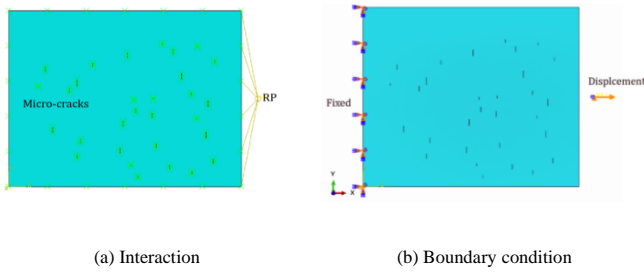 a)
b)
Micro-cracks
RP
Fixed
Displcement
Y
X
(a) Interaction
(b) Boundary condition